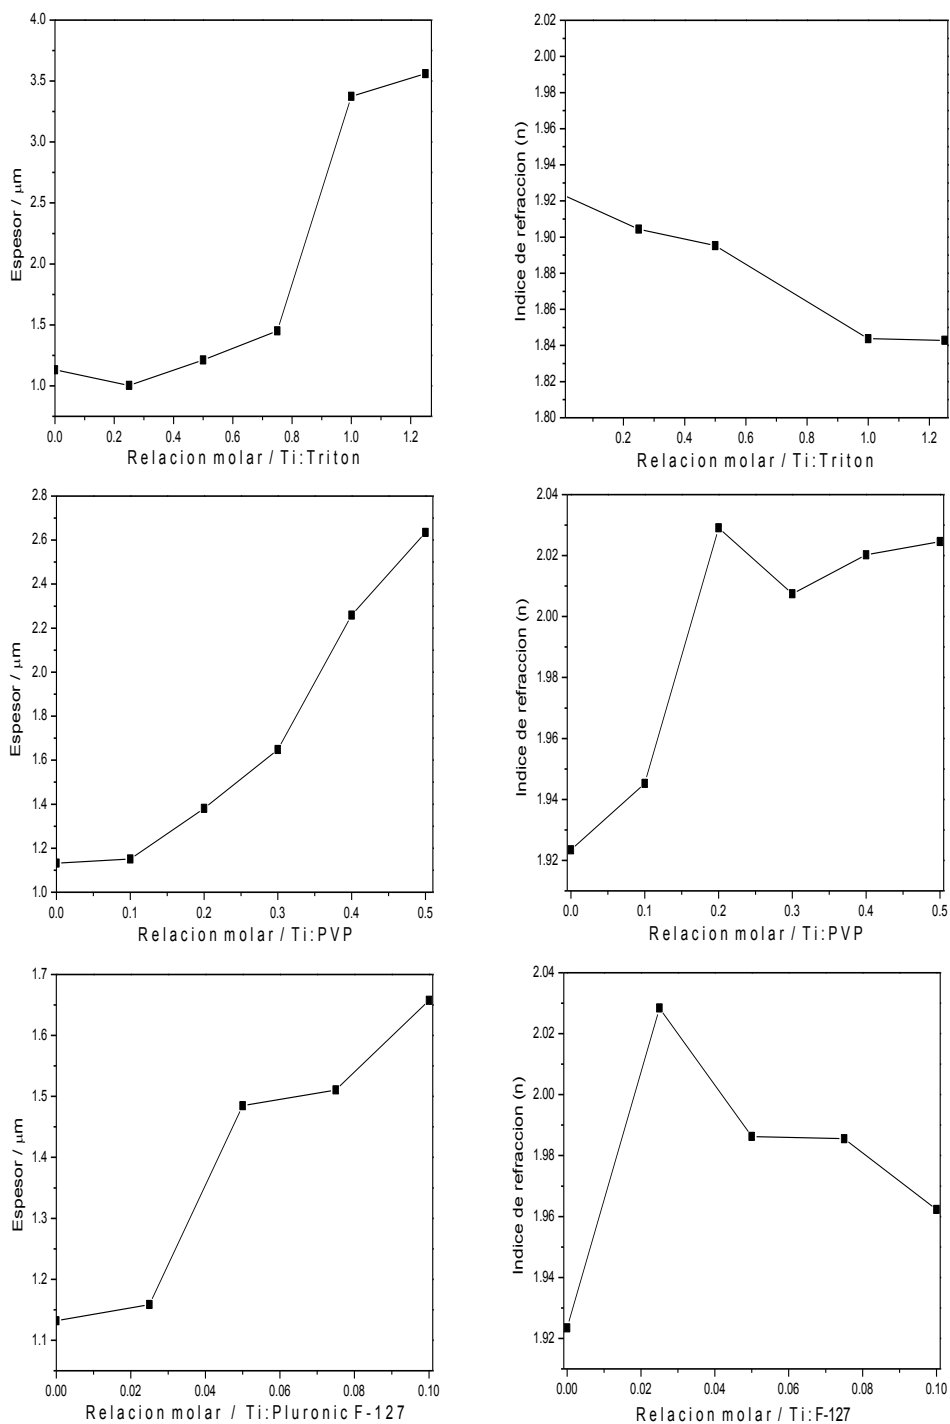 4.0
3.5
3.0
2.5
2.0
1.5
1.0
Espesor / μm
0.0 0.2 0.4 0.6 0.8 1.0 1.2
Relacion molar / Ti:Triton
2.02
2.00
1.98
1.96
1.94
1.92
1.90
1.88
1.86
1.84
1.82
1.80
Indice de refraccion (n)
0.2 0.4 0.6 0.8 1.0 1.2
Relacion molar / Ti:Triton
2.8
2.6
2.4
2.2
2.0
1.8
1.6
1.4
1.2
1.0
Espesor / μm
0.0 0.1 0.2 0.3 0.4 0.5
Relacion molar / Ti:PVP
2.04
2.02
2.00
1.98
1.96
1.94
1.92
Indice de refraccion (n)
0.0 0.1 0.2 0.3 0.4 0.5
Relacion molar / Ti:PVP
1.7
1.6
1.5
1.4
1.3
1.2
1.1
Espesor / μm
0.00 0.02 0.04 0.06 0.08 0.10
Relacion molar / Ti:Pluronic F-127
2.04
2.02
2.00
1.98
1.96
1.94
1.92
Indice de refraccion (n)
0.00 0.02 0.04 0.06 0.08 0.10
Relacion molar / Ti:F-127